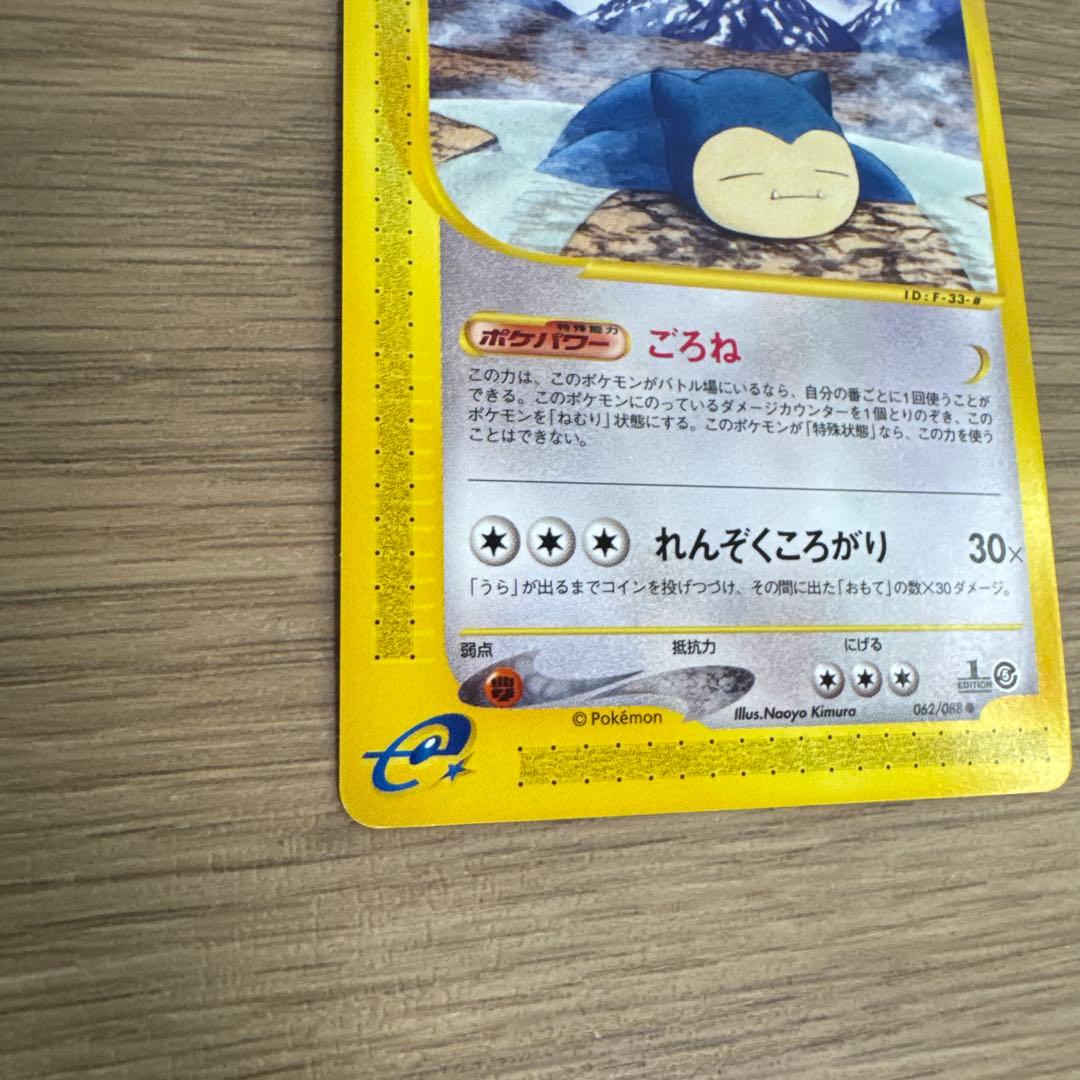 ID:F-33-#
特殊能力
ポケパワー ごろね
この力は、このポケモンがバトル場にいるなら、自分の番ごとに1回使うことが
できる。このポケモンにのっているダメージカウンターを1個とりのぞき、この
ポケモンを「ねむり」状態にする。このポケモンが「特殊状態」なら、この力を使う
ことはできない。
れんぞくころがり 30×
「うら」が出るまでコインを投げつづけ、その間に出た「おもて」の数×30ダメージ。
弱点 抵抗力 にげる
1 EDITION
© Pokémon Illus.Naoyo Kimura 062/088 ●
e